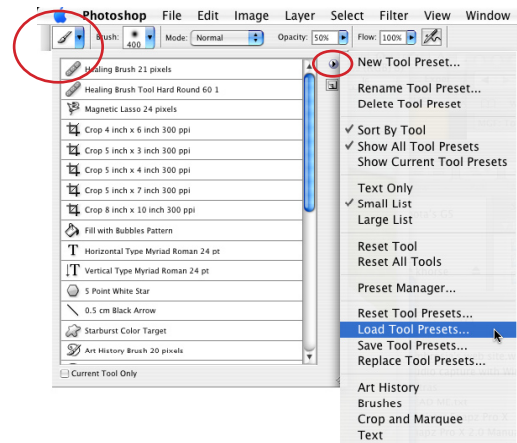 Photoshop File Edit Image Layer Select Filter View Window
Brush: 400 Mode: Normal Opacity: 50% Flow: 100%
Healing Brush 21 pixels
Healing Brush Tool Hard Round 60 1
Magnetic Lasso 24 pixels
Crop 4 inch x 6 inch 300 ppi
Crop 5 inch x 3 inch 300 ppi
Crop 5 inch x 4 inch 300 ppi
Crop 5 inch x 7 inch 300 ppi
Crop 8 inch x 10 inch 300 ppi
Fill with Bubbles Pattern
T Horizontal Type Myriad Roman 24 pt
T Vertical Type Myriad Roman 24 pt
5 Point White Star
0.5 cm Black Arrow
Starburst Color Target
Art History Brush 20 pixels
Current Tool Only
New Tool Preset...
Rename Tool Preset...
Delete Tool Preset
✓ Sort By Tool
✓ Show All Tool Presets
Show Current Tool Presets
Text Only
✓ Small List
Large List
Reset Tool
Reset All Tools
Preset Manager...
Reset Tool Presets...
Load Tool Presets...
Save Tool Presets...
Replace Tool Presets...
Art History
Brushes
Crop and Marquee
Text